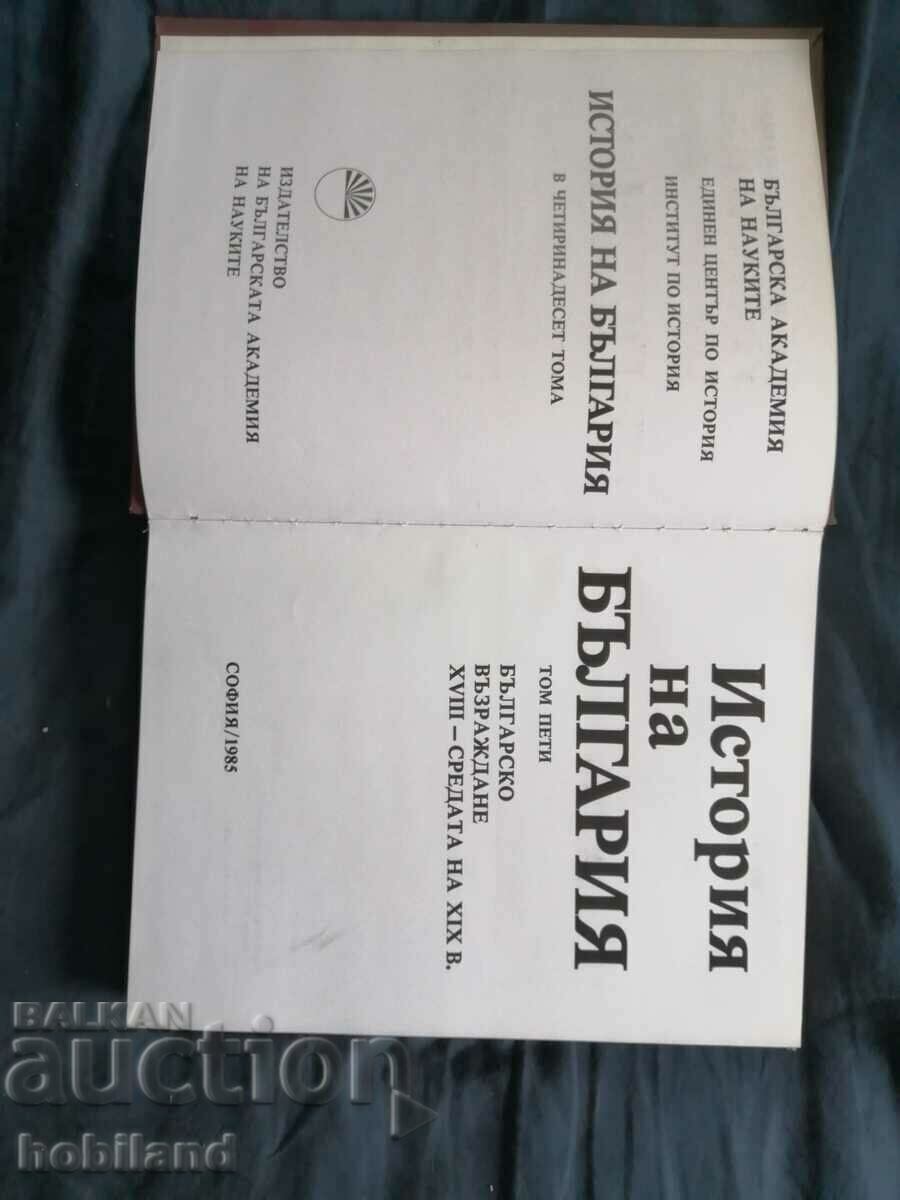 БЪЛГАРСКА АКАДЕМИЯ
НА НАУКИТЕ
ЕДИНЕН ЦЕНТЪР ПО ИСТОРИЯ
ИНСТИТУТ ПО ИСТОРИЯ
ИСТОРИЯ НА БЪЛГАРИЯ
В ЧЕТИРИНАДЕСЕТ ТОМА
ИЗДАТЕЛСТВО
НА БЪЛГАРСКАТА АКАДЕМИЯ
НА НАУКИТЕ
История
на
БЪЛГАРИЯ
ТОМ ПЕТИ
БЪЛГАРСКО
ВЪЗРАЖДАНЕ
XVIII – СРЕДАТА НА XIX В.
СОФИЯ/1985
BALKAN
auction
hobiland